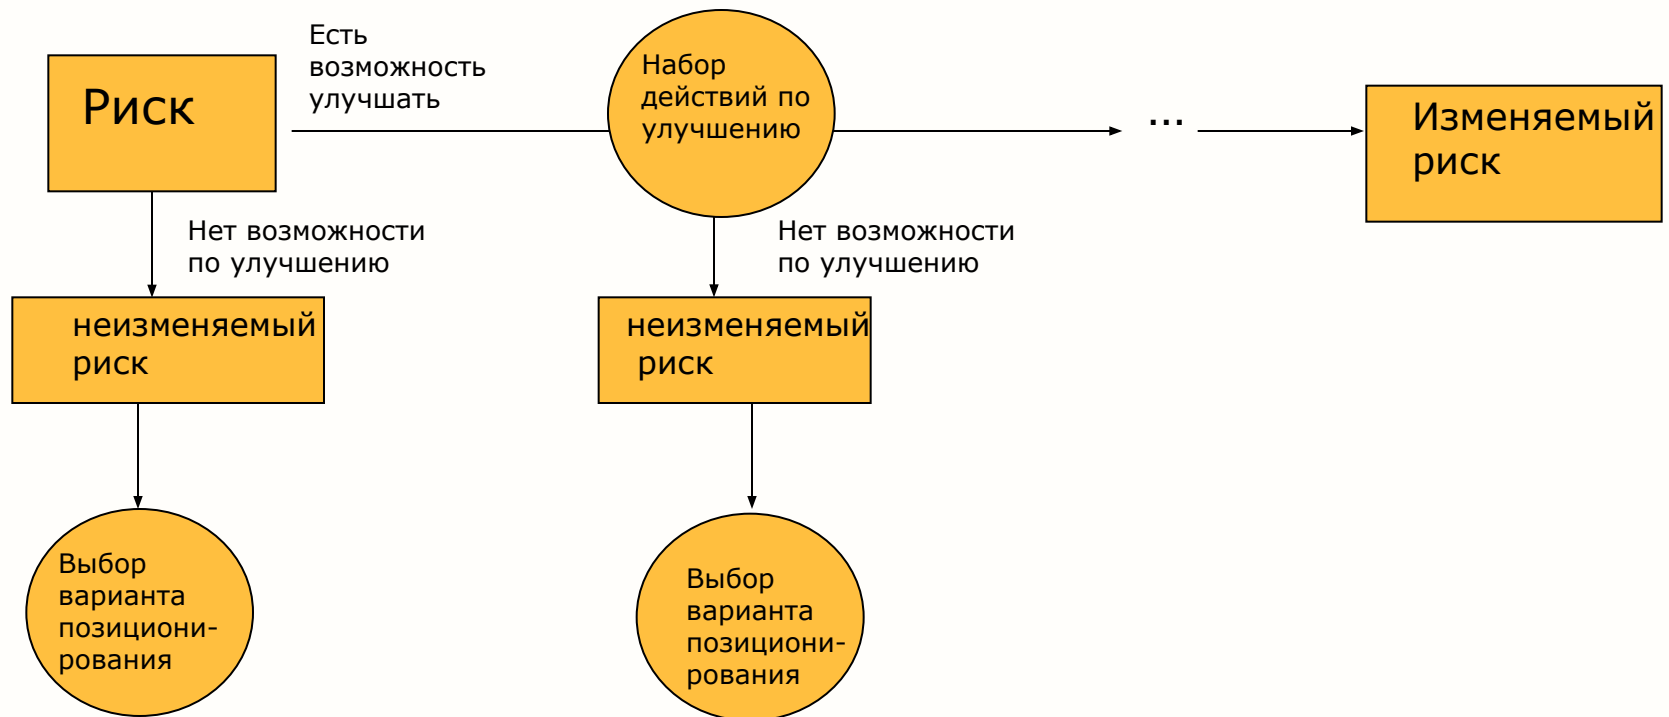 Риск
Есть
возможность
улучшать
Набор
действий по
улучшению
...
Изменяемый
риск
Нет возможности
по улучшению
Нет возможности
по улучшению
неизменяемый
риск
неизменяемый
риск
Выбор
варианта
позициони-
рования
Выбор
варианта
позициони-
рования